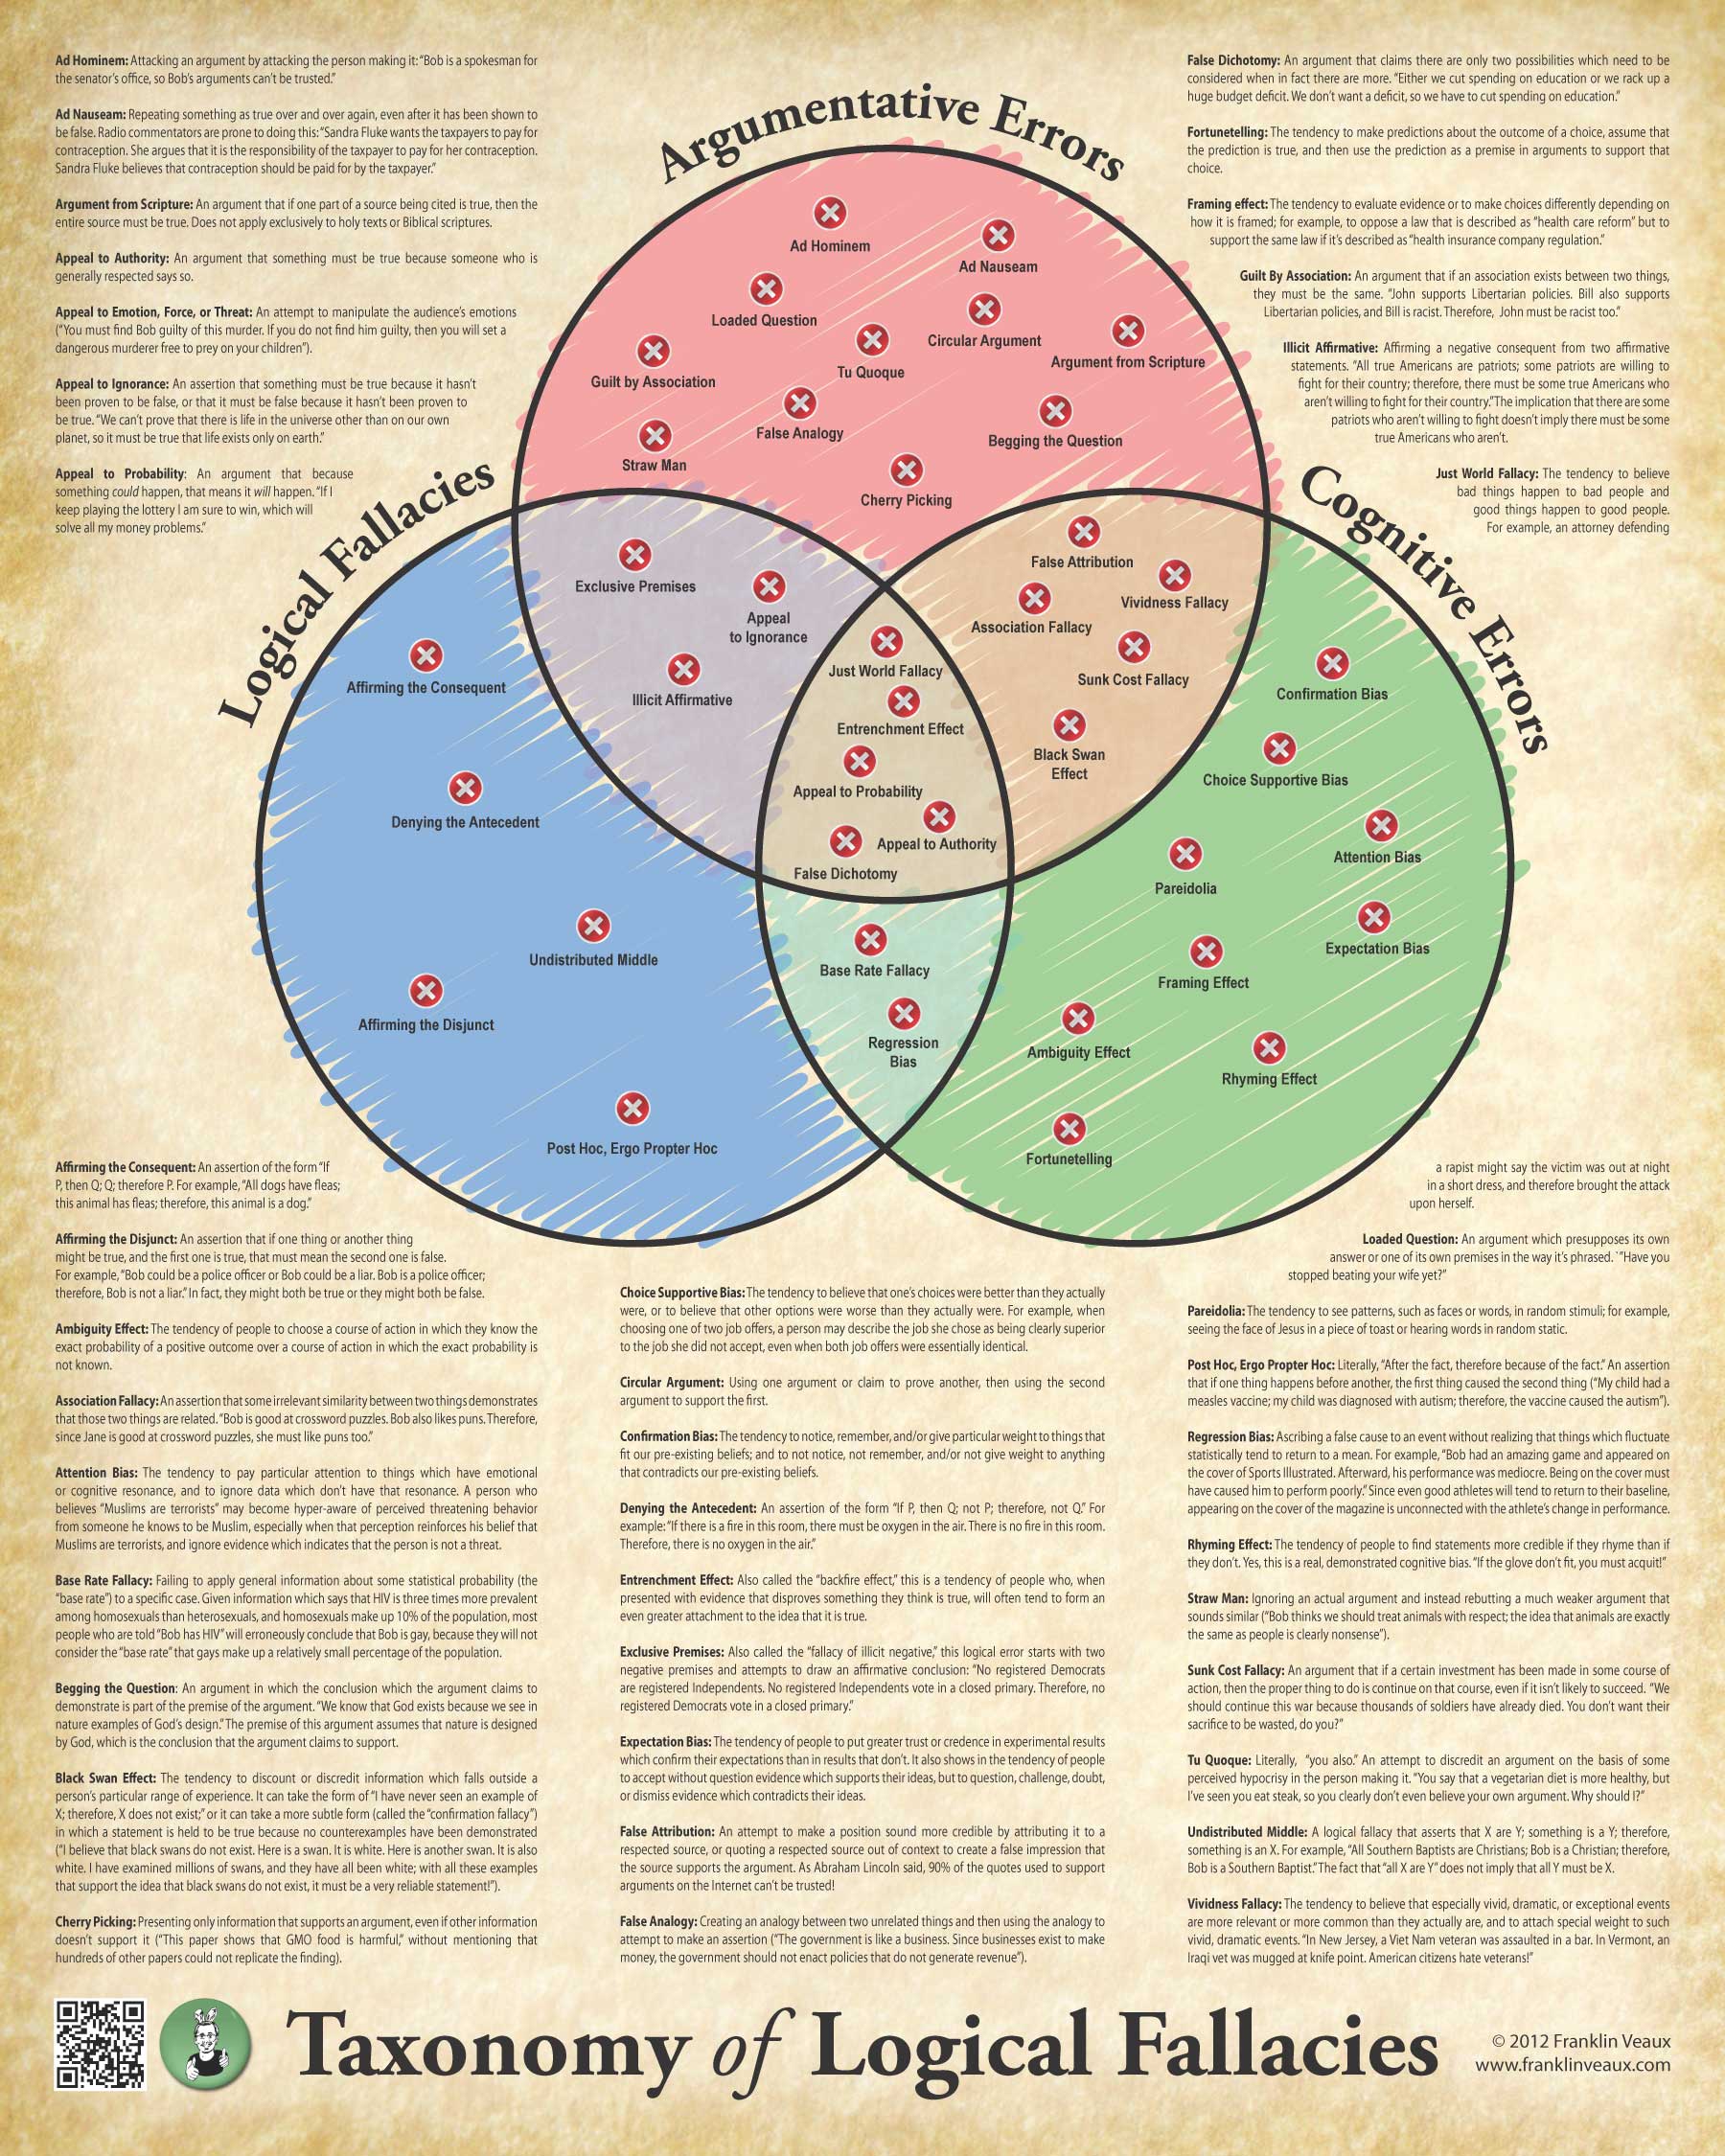 Ad Hominem: Attacking an argument by attacking the person making it: “Bob is a spokesman for
the senator’s office, so Bob’s arguments can’t be trusted.”
Ad Nauseam: Repeating something as true over and over again, even after it has been shown to
be false. Radio commentators are prone to doing this: “Sandra Fluke wants the taxpayers to pay for
contraception. She argues that it is the responsibility of the taxpayer to pay for her contraception.
Sandra Fluke believes that contraception should be paid for by the taxpayer.”
Argument from Scripture: An argument that if one part of a source being cited is true, then the
entire source must be true. Does not apply exclusively to holy texts or Biblical scriptures.
Appeal to Authority: An argument that something must be true because someone who is
generally respected says so.
Appeal to Emotion, Force, or Threat: An attempt to manipulate the audience’s emotions
(“You must find Bob guilty of this murder. If you do not find him guilty, then you will set a
dangerous murderer free to prey on your children”).
Appeal to Ignorance: An assertion that something must be true because it hasn’t
been proven to be false, or that it must be false because it hasn’t been proven to
be true. “We can’t prove that there is life in the universe other than on our own
planet, so it must be true that life exists only on earth.”
Appeal to Probability: An argument that because
something could happen, that means it will happen. “If I
keep playing the lottery I am sure to win, which will
solve all my money problems.”
False Dichotomy: An argument that claims there are only two possibilities which need to be
considered when in fact there are more. “Either we cut spending on education or we rack up a
huge budget deficit. We don’t want a deficit, so we have to cut spending on education.”
Fortunetelling: The tendency to make predictions about the outcome of a choice, assume that
the prediction is true, and then use the prediction as a premise in arguments to support that
choice.
Framing effect: The tendency to evaluate evidence or to make choices differently depending on
how it is framed; for example, to oppose a law that is described as “health care reform” but to
support the same law if it’s described as “health insurance company regulation.”
Guilt By Association: An argument that if an association exists between two things,
they must be the same. “John supports Libertarian policies. Bill also supports
Libertarian policies, and Bill is racist. Therefore, John must be racist too.”
Illicit Affirmative: Affirming a negative consequent from two affirmative
statements. “All true Americans are patriots; some patriots are willing to
fight for their country; therefore, there must be some true Americans who
aren’t willing to fight for their country.” The implication that there are some
patriots who aren’t willing to fight doesn’t imply there must be some
true Americans who aren’t.
Just World Fallacy: The tendency to believe
bad things happen to bad people and
good things happen to good people.
For example, an attorney defending
Argumentative Errors
Ad Hominem
Ad Nauseam
Loaded Question
Circular Argument
Argument from Scripture
Tu Quoque
Guilt by Association
False Analogy
Begging the Question
Straw Man
Cherry Picking
Logical Fallacies
Cognitive Errors
Exclusive Premises
Appeal
to Ignorance
Illicit Affirmative
False Attribution
Vividness Fallacy
Association Fallacy
Sunk Cost Fallacy
Black Swan
Effect
Just World Fallacy
Entrenchment Effect
Appeal to Probability
Appeal to Authority
False Dichotomy
Affirming the Consequent
Denying the Antecedent
Undistributed Middle
Affirming the Disjunct
Post Hoc, Ergo Propter Hoc
Base Rate Fallacy
Regression
Bias
Confirmation Bias
Choice Supportive Bias
Attention Bias
Pareidolia
Expectation Bias
Framing Effect
Ambiguity Effect
Rhyming Effect
Fortunetelling
Affirming the Consequent: An assertion of the form “If
P, then Q; Q; therefore P. For example, “All dogs have fleas;
this animal has fleas; therefore, this animal is a dog.”
Affirming the Disjunct: An assertion that if one thing or another thing
might be true, and the first one is true, that must mean the second one is false.
For example, “Bob could be a police officer or Bob could be a liar. Bob is a police officer;
therefore, Bob is not a liar.” In fact, they might both be true or they might both be false.
Ambiguity Effect: The tendency of people to choose a course of action in which they know the
exact probability of a positive outcome over a course of action in which the exact probability is
not known.
Association Fallacy: An assertion that some irrelevant similarity between two things demonstrates
that those two things are related. “Bob is good at crossword puzzles. Bob also likes puns. Therefore,
since Jane is good at crossword puzzles, she must like puns too.”
Attention Bias: The tendency to pay particular attention to things which have emotional
or cognitive resonance, and to ignore data which don’t have that resonance. A person who
believes “Muslims are terrorists” may become hyper-aware of perceived threatening behavior
from someone he knows to be Muslim, especially when that perception reinforces his belief that
Muslims are terrorists, and ignore evidence which indicates that the person is not a threat.
Base Rate Fallacy: Failing to apply general information about some statistical probability (the
“base rate”) to a specific case. Given information which says that HIV is three times more prevalent
among homosexuals than heterosexuals, and homosexuals make up 10% of the population, most
people who are told “Bob has HIV” will erroneously conclude that Bob is gay, because they will not
consider the “base rate” that gays make up a relatively small percentage of the population.
Begging the Question: An argument in which the conclusion which the argument claims to
demonstrate is part of the premise of the argument. “We know that God exists because we see in
nature examples of God’s design.” The premise of this argument assumes that nature is designed
by God, which is the conclusion that the argument claims to support.
Black Swan Effect: The tendency to discount or discredit information which falls outside a
person’s particular range of experience. It can take the form of “I have never seen an example of
X; therefore, X does not exist;” or it can take a more subtle form (called the “confirmation fallacy”)
in which a statement is held to be true because no counterexamples have been demonstrated
(“I believe that black swans do not exist. Here is a swan. It is white. Here is another swan. It is also
white. I have examined millions of swans, and they have all been white; with all these examples
that support the idea that black swans do not exist, it must be a very reliable statement!”).
Cherry Picking: Presenting only information that supports an argument, even if other information
doesn’t support it (“This paper shows that GMO food is harmful,” without mentioning that
hundreds of other papers could not replicate the finding).
Choice Supportive Bias: The tendency to believe that one’s choices were better than they actually
were, or to believe that other options were worse than they actually were. For example, when
choosing one of two job offers, a person may describe the job she chose as being clearly superior
to the job she did not accept, even when both job offers were essentially identical.
Circular Argument: Using one argument or claim to prove another, then using the second
argument to support the first.
Confirmation Bias: The tendency to notice, remember, and/or give particular weight to things that
fit our pre-existing beliefs; and to not notice, not remember, and/or not give weight to anything
that contradicts our pre-existing beliefs.
Denying the Antecedent: An assertion of the form “If P, then Q; not P; therefore, not Q.” For
example: “If there is a fire in this room, there must be oxygen in the air. There is no fire in this room.
Therefore, there is no oxygen in the air.”
Entrenchment Effect: Also called the “backfire effect,” this is a tendency of people who, when
presented with evidence that disproves something they think is true, will often tend to form an
even greater attachment to the idea that it is true.
Exclusive Premises: Also called the “fallacy of illicit negative,” this logical error starts with two
negative premises and attempts to draw an affirmative conclusion: “No registered Democrats
are registered Independents. No registered Independents vote in a closed primary. Therefore, no
registered Democrats vote in a closed primary.”
Expectation Bias: The tendency of people to put greater trust or credence in experimental results
which confirm their expectations than in results that don’t. It also shows in the tendency of people
to accept without question evidence which supports their ideas, but to question, challenge, doubt,
or dismiss evidence which contradicts their ideas.
False Attribution: An attempt to make a position sound more credible by attributing it to a
respected source, or quoting a respected source out of context to create a false impression that
the source supports the argument. As Abraham Lincoln said, 90% of the quotes used to support
arguments on the Internet can’t be trusted!
False Analogy: Creating an analogy between two unrelated things and then using the analogy to
attempt to make an assertion (“The government is like a business. Since businesses exist to make
money, the government should not enact policies that do not generate revenue”).
a rapist might say the victim was out at night
in a short dress, and therefore brought the attack
upon herself.
Loaded Question: An argument which presupposes its own
answer or one of its own premises in the way it’s phrased. `“Have you
stopped beating your wife yet?”
Pareidolia: The tendency to see patterns, such as faces or words, in random stimuli; for example,
seeing the face of Jesus in a piece of toast or hearing words in random static.
Post Hoc, Ergo Propter Hoc: Literally, “After the fact, therefore because of the fact.” An assertion
that if one thing happens before another, the first thing caused the second thing (“My child had a
measles vaccine; my child was diagnosed with autism; therefore, the vaccine caused the autism”).
Regression Bias: Ascribing a false cause to an event without realizing that things which fluctuate
statistically tend to return to a mean. For example, “Bob had an amazing game and appeared on
the cover of Sports Illustrated. Afterward, his performance was mediocre. Being on the cover must
have caused him to perform poorly.” Since even good athletes will tend to return to their baseline,
appearing on the cover of the magazine is unconnected with the athlete’s change in performance.
Rhyming Effect: The tendency of people to find statements more credible if they rhyme than if
they don’t. Yes, this is a real, demonstrated cognitive bias. “If the glove don’t fit, you must acquit!”
Straw Man: Ignoring an actual argument and instead rebutting a much weaker argument that
sounds similar (“Bob thinks we should treat animals with respect; the idea that animals are exactly
the same as people is clearly nonsense”).
Sunk Cost Fallacy: An argument that if a certain investment has been made in some course of
action, then the proper thing to do is continue on that course, even if it isn’t likely to succeed. “We
should continue this war because thousands of soldiers have already died. You don’t want their
sacrifice to be wasted, do you?”
Tu Quoque: Literally, “you also.” An attempt to discredit an argument on the basis of some
perceived hypocrisy in the person making it. “You say that a vegetarian diet is more healthy, but
I’ve seen you eat steak, so you clearly don’t even believe your own argument. Why should I?”
Undistributed Middle: A logical fallacy that asserts that X are Y; something is a Y; therefore,
something is an X. For example, “All Southern Baptists are Christians; Bob is a Christian; therefore,
Bob is a Southern Baptist.” The fact that “all X are Y” does not imply that all Y must be X.
Vividness Fallacy: The tendency to believe that especially vivid, dramatic, or exceptional events
are more relevant or more common than they actually are, and to attach special weight to such
vivid, dramatic events. “In New Jersey, a Viet Nam veteran was assaulted in a bar. In Vermont, an
Iraqi vet was mugged at knife point. American citizens hate veterans!”
Taxonomy of Logical Fallacies
© 2012 Franklin Veaux
www.franklinveaux.com